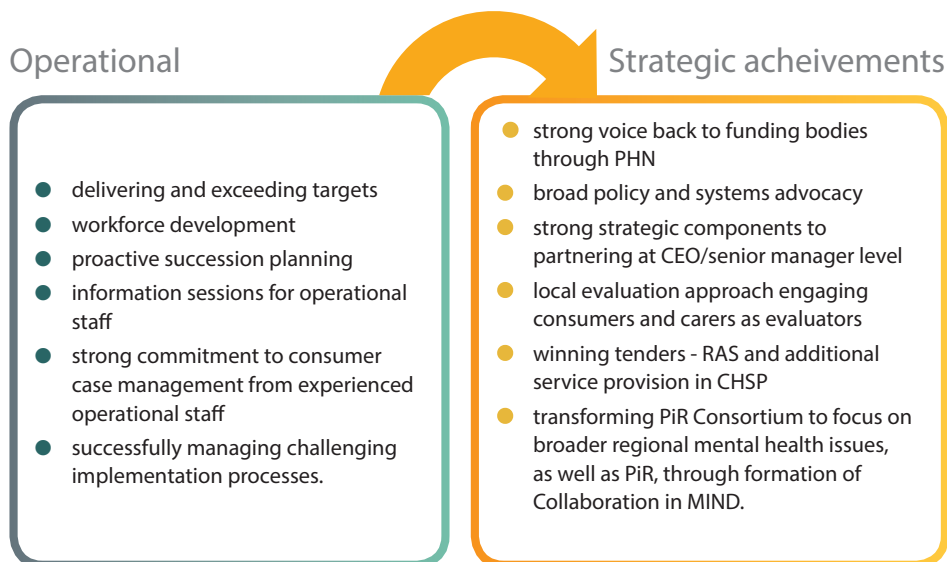 Operational
delivering and exceeding targets
workforce development
proactive succession planning
information sessions for operational
staff
strong commitment to consumer
case management from experienced
operational staff
successfully managing challenging
implementation processes.
Strategic acheivements
strong voice back to funding bodies
through PHN
broad policy and systems advocacy
strong strategic components to
partnering at CEO/senior manager level
local evaluation approach engaging
consumers and carers as evaluators
winning tenders - RAS and additional
service provision in CHSP
transforming PiR Consortium to focus on
broader regional mental health issues,
as well as PiR, through formation of
Collaboration in MIND.